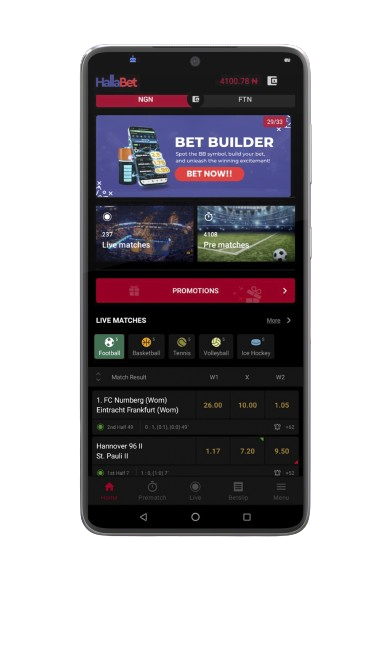 HallaBet
4100.78 ₦
NGN
FTN
29/33
BET BUILDER
Spot the BB symbol, build your bet,
and unleash the winning excitement!
BET NOW!!
237
Live matches
4108
Pre matches
PROMOTIONS
LIVE MATCHES
More
Football
Basketball
Tennis
Volleyball
Ice Hockey
Match Result
W1
X
W2
1. FC Nurnberg (Wom)
Eintracht Frankfurt (Wom)
26.00
10.00
1.05
2nd Half 45
0 : 1, (0:1), (0:0) 49'
+62
Hannover 96 II
St. Pauli II
1.17
7.20
9.50
1st Half 7
1 : 0, (1:0) 7'
+52
Home
Prematch
Live
Betslip
Menu